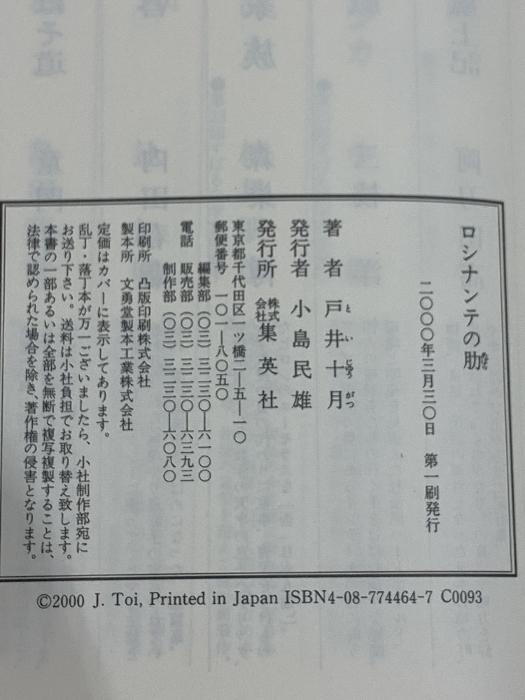 ロシナンテの肋
二〇〇〇年三月三〇日　第一刷発行
著者　戸井十月
発行者　小島民雄
発行所　株式会社集英社
東京都千代田区一ツ橋二―五―一〇
郵便番号　一〇一―八〇五〇
編集部（〇三）三二三〇―六一〇〇
電話　販売部（〇三）三二三〇―六三九三
制作部（〇三）三二三〇―六〇八〇
印刷所　凸版印刷株式会社
製本所　文勇堂製本工業株式会社
定価はカバーに表示してあります。
乱丁・落丁本が万一ございましたら、小社制作部宛に
お送り下さい。送料は小社負担でお取り替え致します。
本書の一部あるいは全部を無断で複写複製することは、
法律で認められた場合を除き、著作権の侵害となります。
©2000 J. Toi, Printed in Japan ISBN4-08-774464-7 C0093